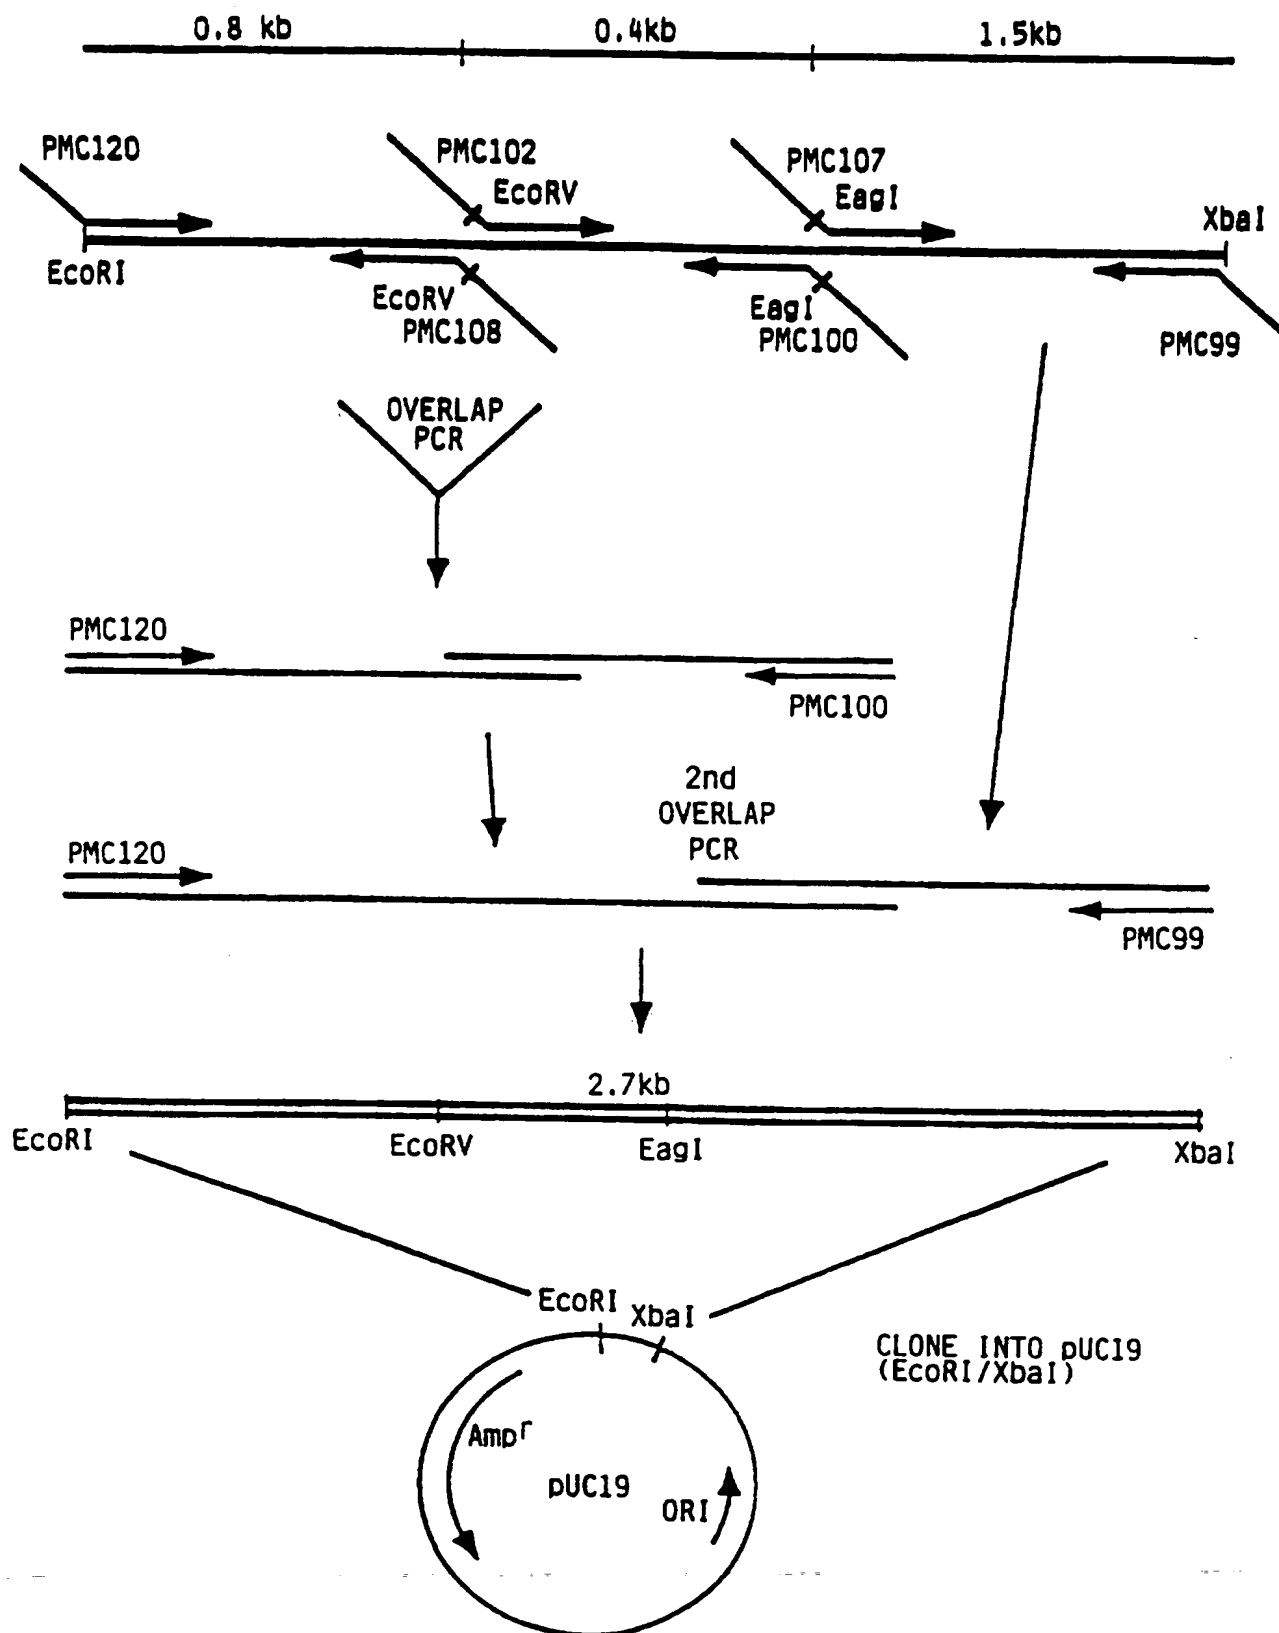 0.8 kb 0.4kb 1.5kb
PMC120
PMC102
EcoRV
PMC107
EagI
XbaI
EcoRI
EcoRV
PMC108
EagI
PMC100
PMC99
OVERLAP
PCR
PMC120
PMC100
2nd
OVERLAP
PCR
PMC120
PMC99
2.7kb
EcoRI
EcoRV
EagI
XbaI
EcoRI XbaI
CLONE INTO pUC19
(EcoRI/XbaI)
Ampr
pUC19
ORI